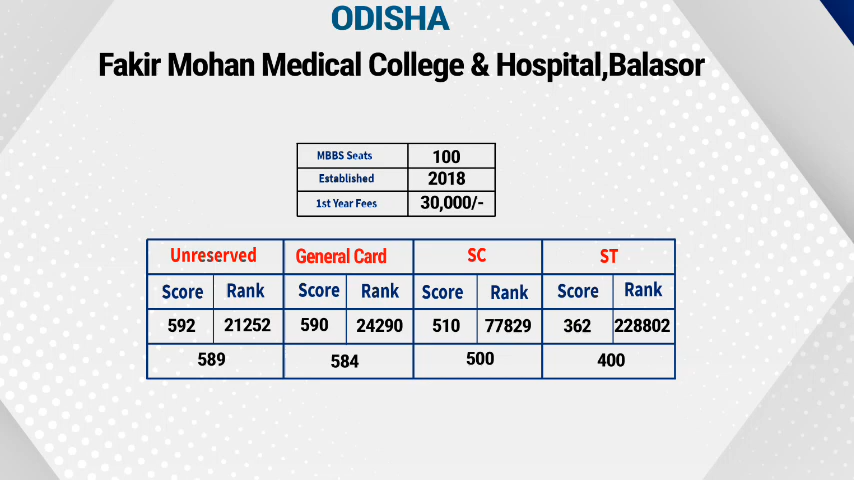 ODISHA
Fakir Mohan Medical College & Hospital,Balasor
MBBS Seats 100
Established 2018
1st Year Fees 30,000/-
Unreserved General Card SC ST
Score Rank Score Rank Score Rank Score Rank
592 21252 590 24290 510 77829 362 228802
589 584 500 400